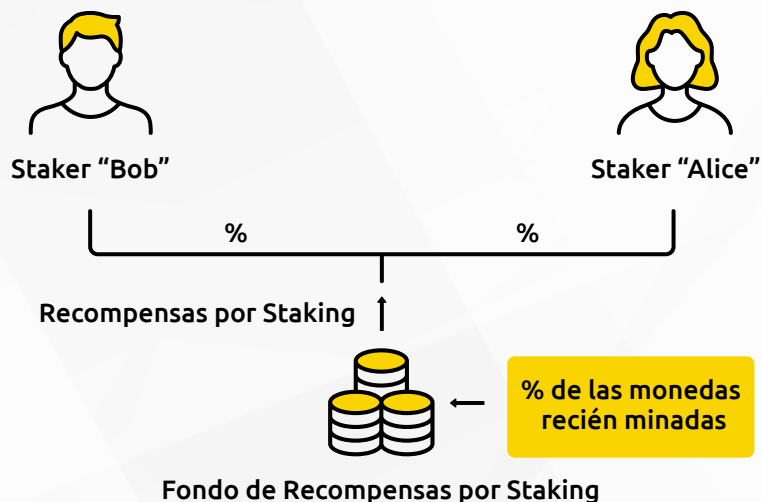 Staker “Bob”
Staker “Alice”
%
%
Recompensas por Staking
% de las monedas
recién minadas
Fondo de Recompensas por Staking